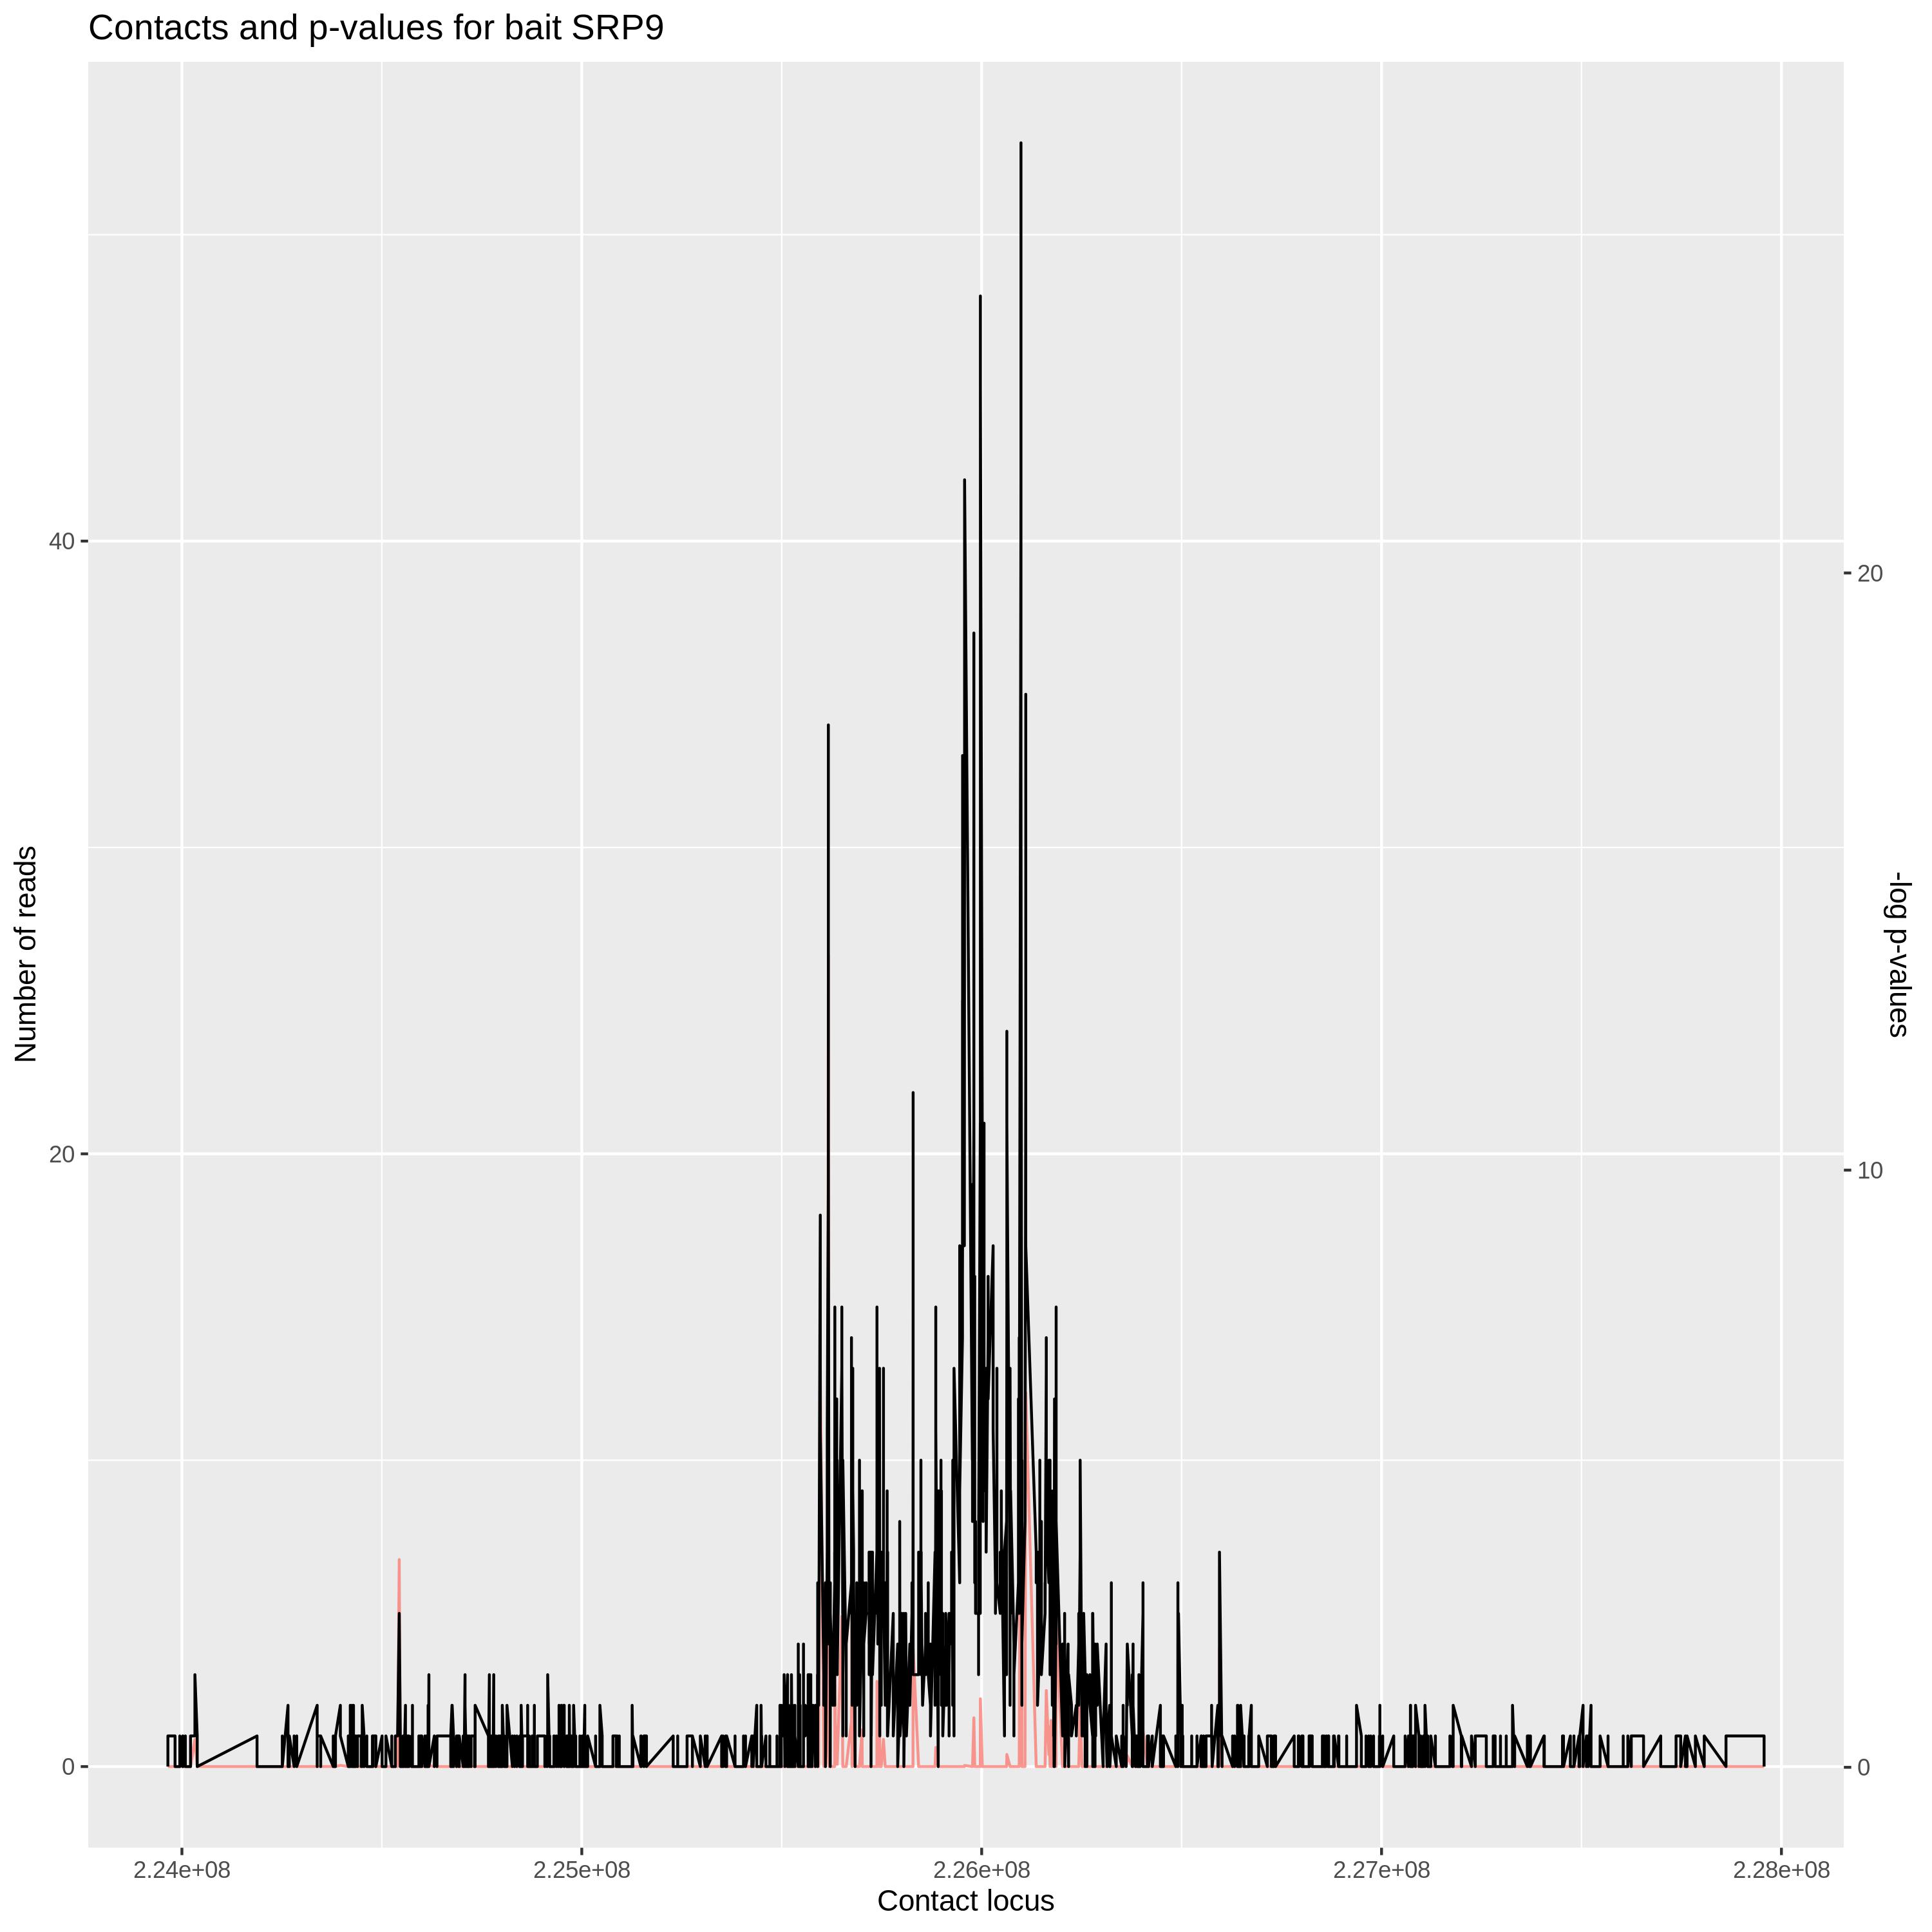 Contacts and p-values for bait SRP9
Number of reads
40
20
0
20
10
0
-log p-values
2.24e+08 2.25e+08 2.26e+08 2.27e+08 2.28e+08
Contact locus